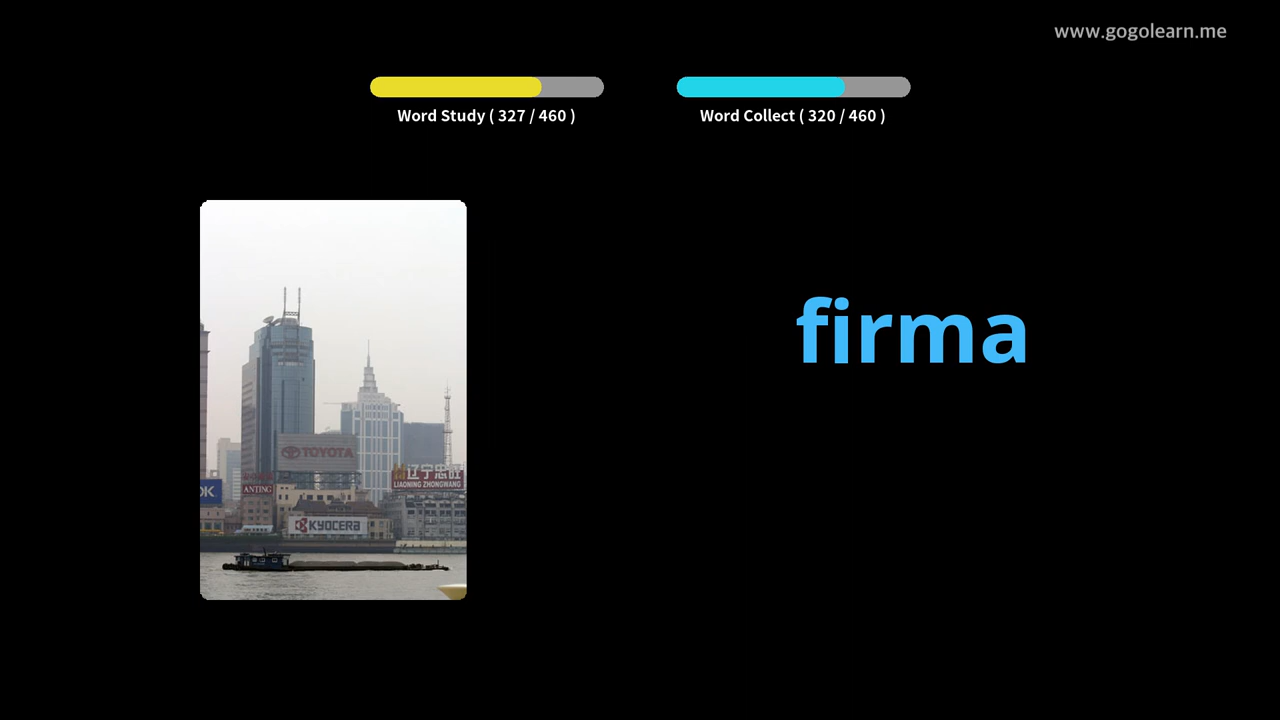 www.gogolearn.me
Word Study ( 327 / 460 )
Word Collect ( 320 / 460 )
firma
TOYOTA
辽宁忠旺
LIAONING ZHONGWANG
OK
ANTING
KYOCERA